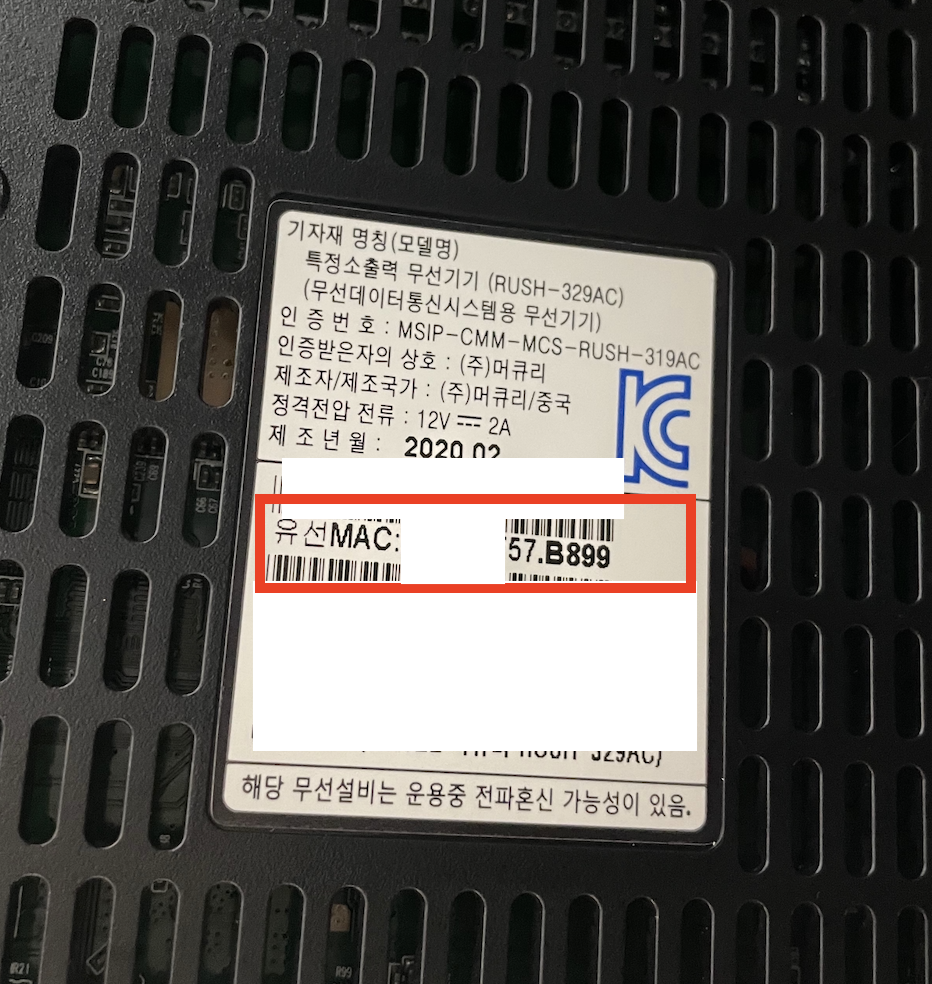 기자재 명칭(모델명)
특정소출력 무선기기 (RUSH-329AC)
(무선데이터통신시스템용 무선기기)
인 증 번 호 : MSIP-CMM-MCS-RUSH-319AC
인증받은자의 상호 : (주)머큐리
제조자/제조국가 : (주)머큐리/중국
정격전압 전류 : 12V ⎓ 2A
제 조 년 월 : 2020.02
유선MAC: 57.B899
329AC)
해당 무선설비는 운용중 전파혼신 가능성이 있음.
R99